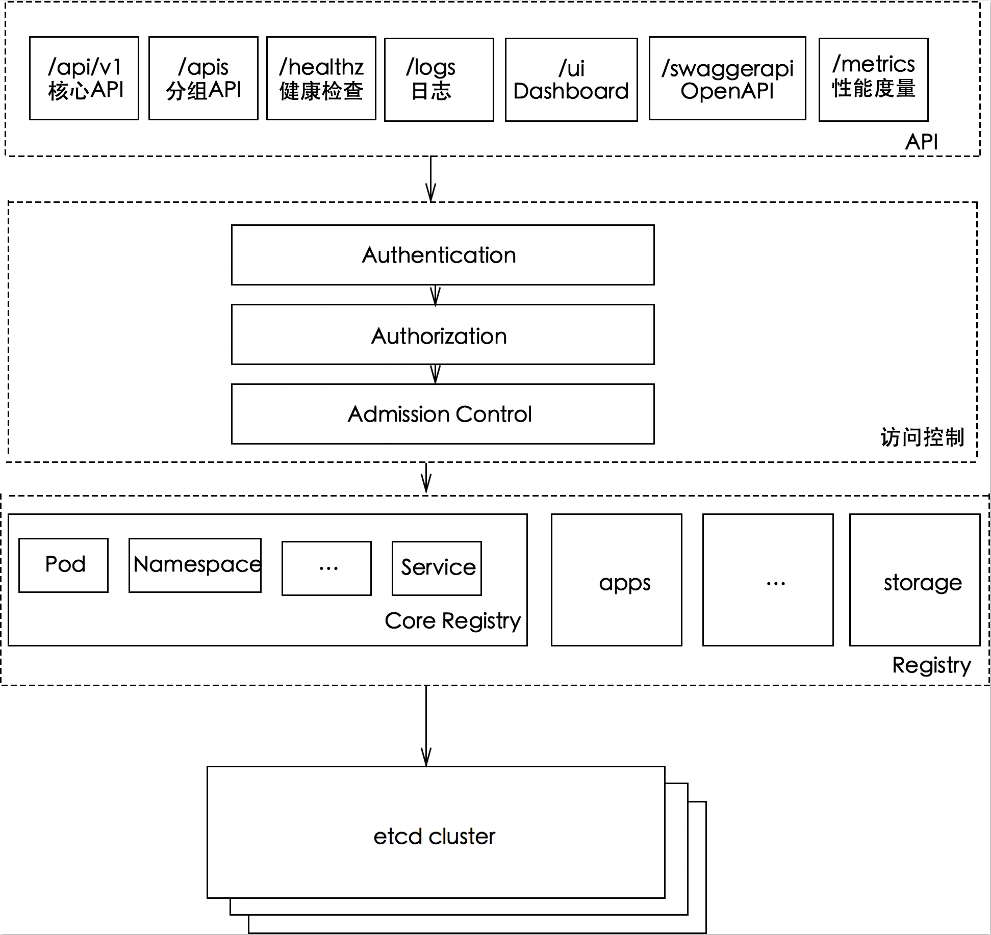 /api/v1
核心API
/apis
分组API
/healthz
健康检查
/logs
日志
/ui
Dashboard
/swaggerapi
OpenAPI
/metrics
性能度量
API
Authentication
Authorization
Admission Control
访问控制
Pod
Namespace
...
Service
Core Registry
apps
...
storage
Registry
etcd cluster